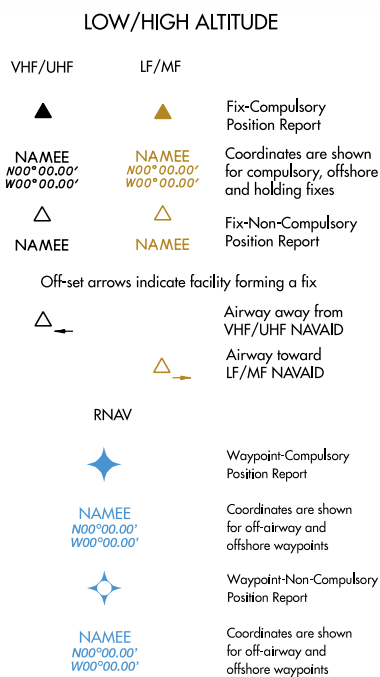 LOW/HIGH ALTITUDE
VHF/UHF LF/MF
Fix-Compulsory
Position Report
NAMEE
N00°00.00′
W00°00.00′
NAMEE
N00°00.00′
W00°00.00′
Coordinates are shown
for compulsory, offshore
and holding fixes
NAMEE
NAMEE
Fix-Non-Compulsory
Position Report
Off-set arrows indicate facility forming a fix
Airway away from
VHF/UHF NAVAID
Airway toward
LF/MF NAVAID
RNAV
Waypoint-Compulsory
Position Report
NAMEE
N00°00.00'
W00°00.00'
Coordinates are shown
for off-airway and
offshore waypoints
Waypoint-Non-Compulsory
Position Report
NAMEE
N00°00.00'
W00°00.00'
Coordinates are shown
for off-airway and
offshore waypoints